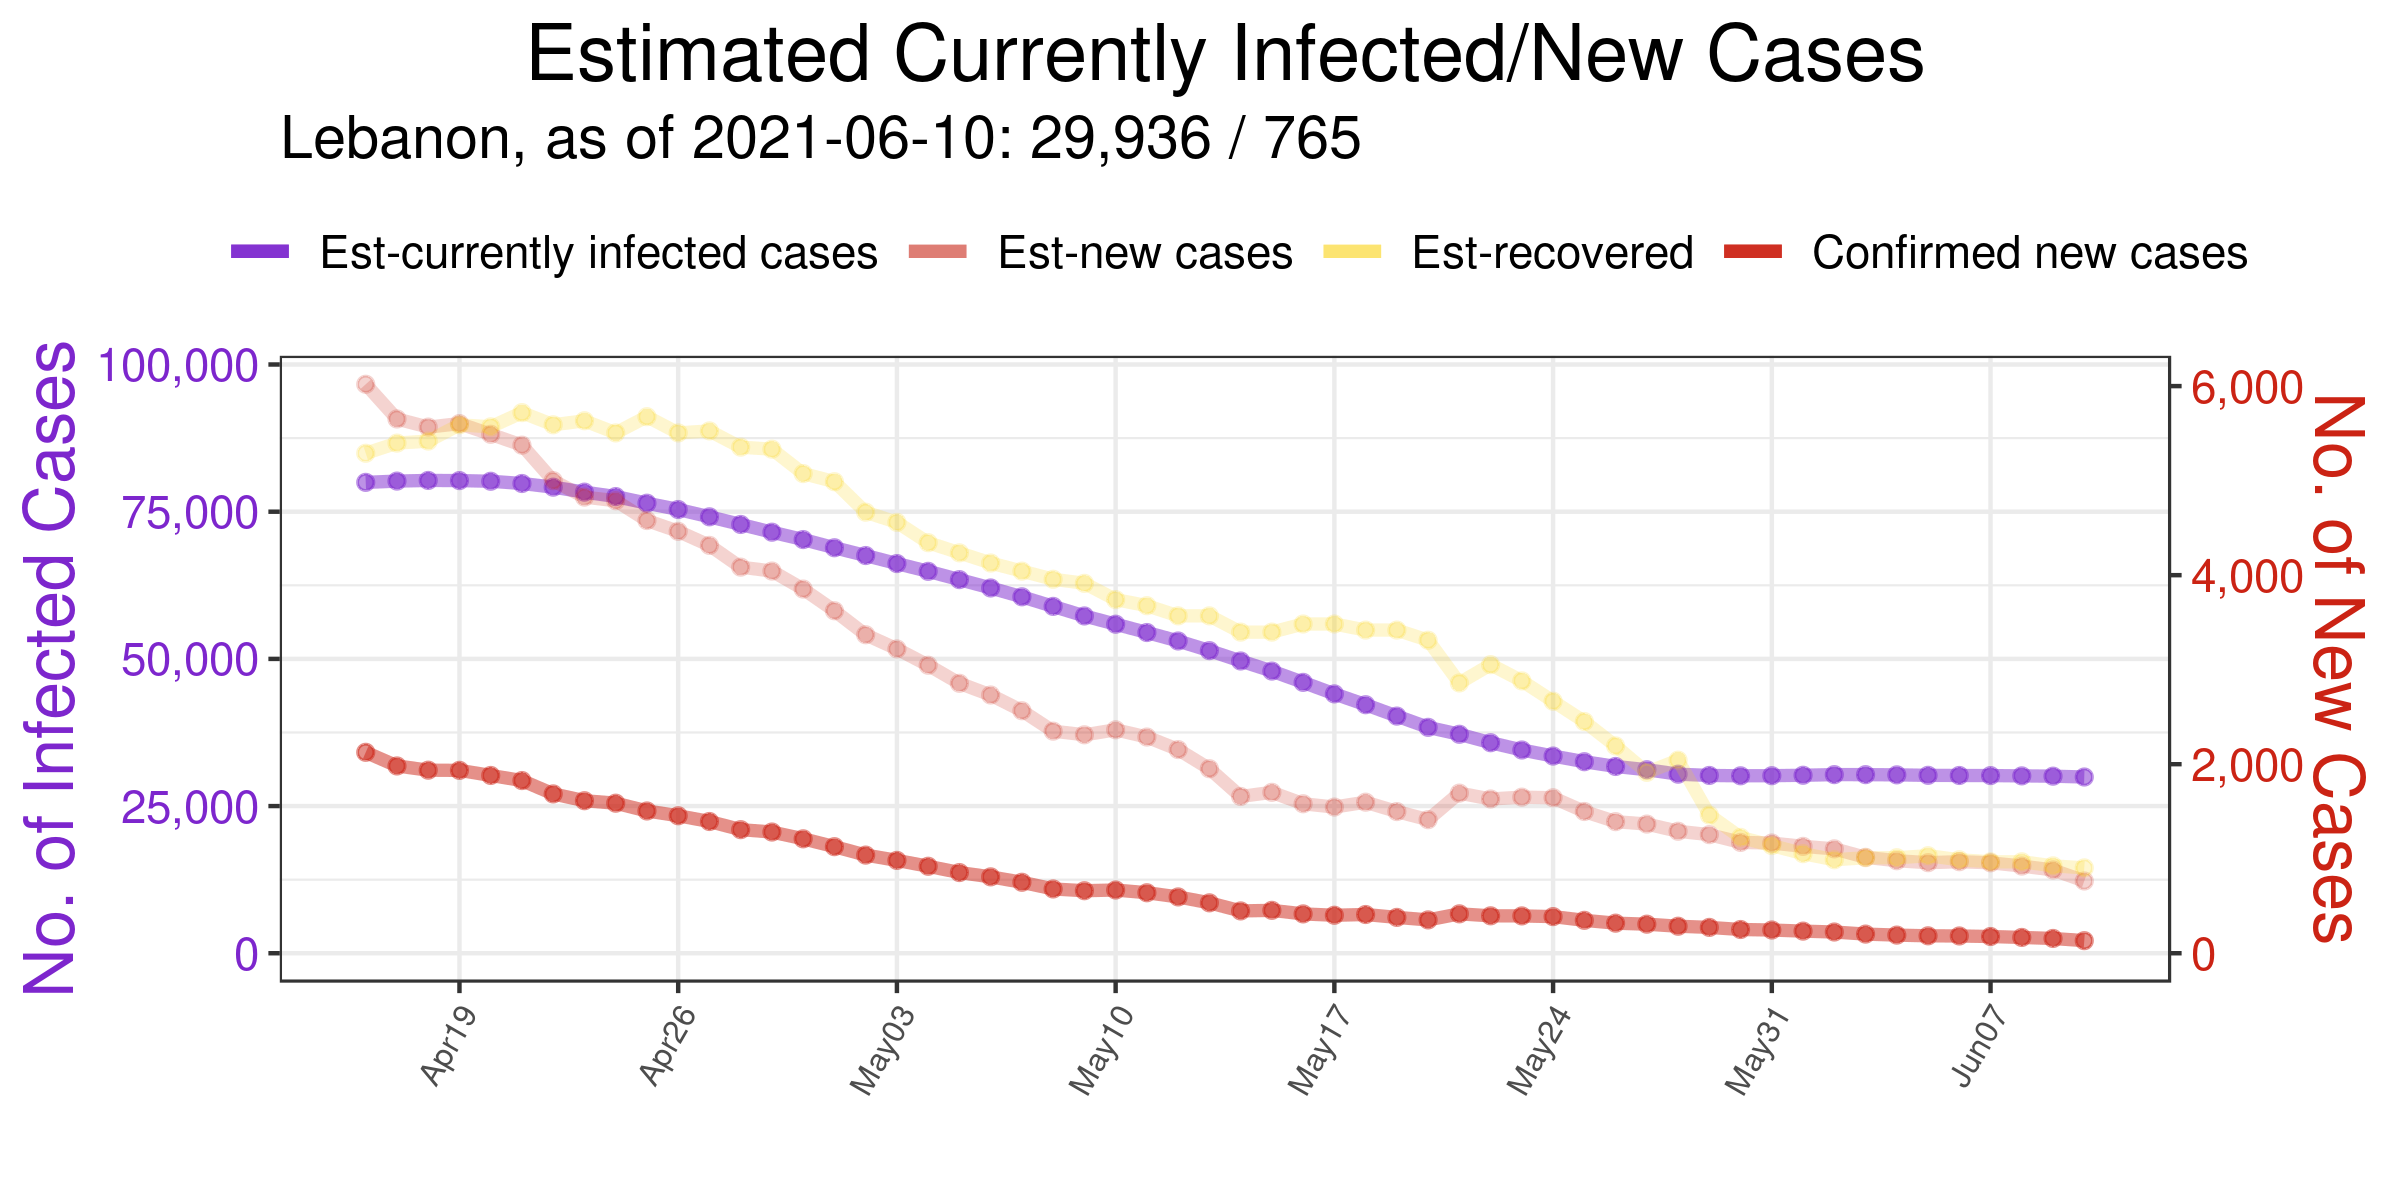 Estimated Currently Infected/New Cases
Lebanon, as of 2021-06-10: 29,936 / 765
Est-currently infected cases Est-new cases Est-recovered Confirmed new cases
No. of Infected Cases
100,000
75,000
50,000
25,000
0
6,000
4,000
2,000
0
No. of New Cases
Apr19 Apr26 May03 May10 May17 May24 May31 Jun07